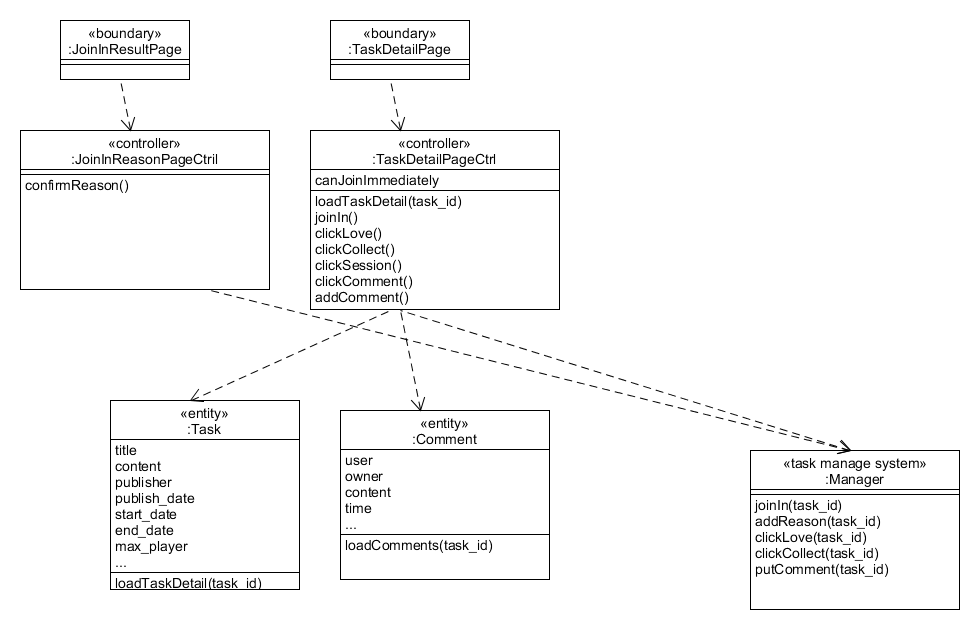 «boundary»
:JoinInResultPage
«boundary»
:TaskDetailPage
«controller»
:JoinInReasonPageCtril
confirmReason()
«controller»
:TaskDetailPageCtrl
canJoinImmediately
loadTaskDetail(task_id)
joinIn()
clickLove()
clickCollect()
clickSession()
clickComment()
addComment()
«entity»
:Task
title
content
publisher
publish_date
start_date
end_date
max_player
...
loadTaskDetail(task_id)
«entity»
:Comment
user
owner
content
time
...
loadComments(task_id)
«task manage system»
:Manager
joinIn(task_id)
addReason(task_id)
clickLove(task_id)
clickCollect(task_id)
putComment(task_id)